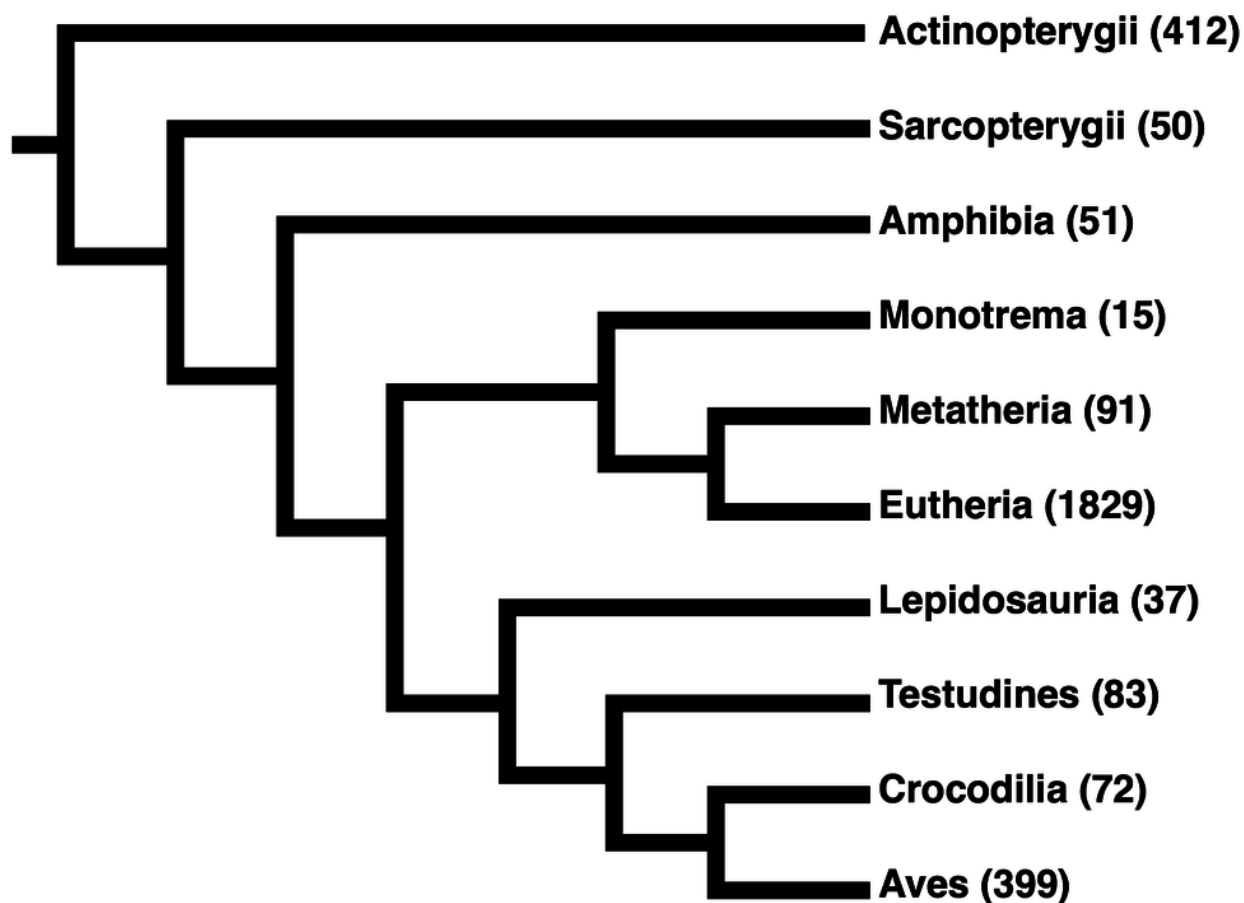 Actinopterygii (412)
Sarcopterygii (50)
Amphibia (51)
Monotrema (15)
Metatheria (91)
Eutheria (1829)
Lepidosauria (37)
Testudines (83)
Crocodilia (72)
Aves (399)